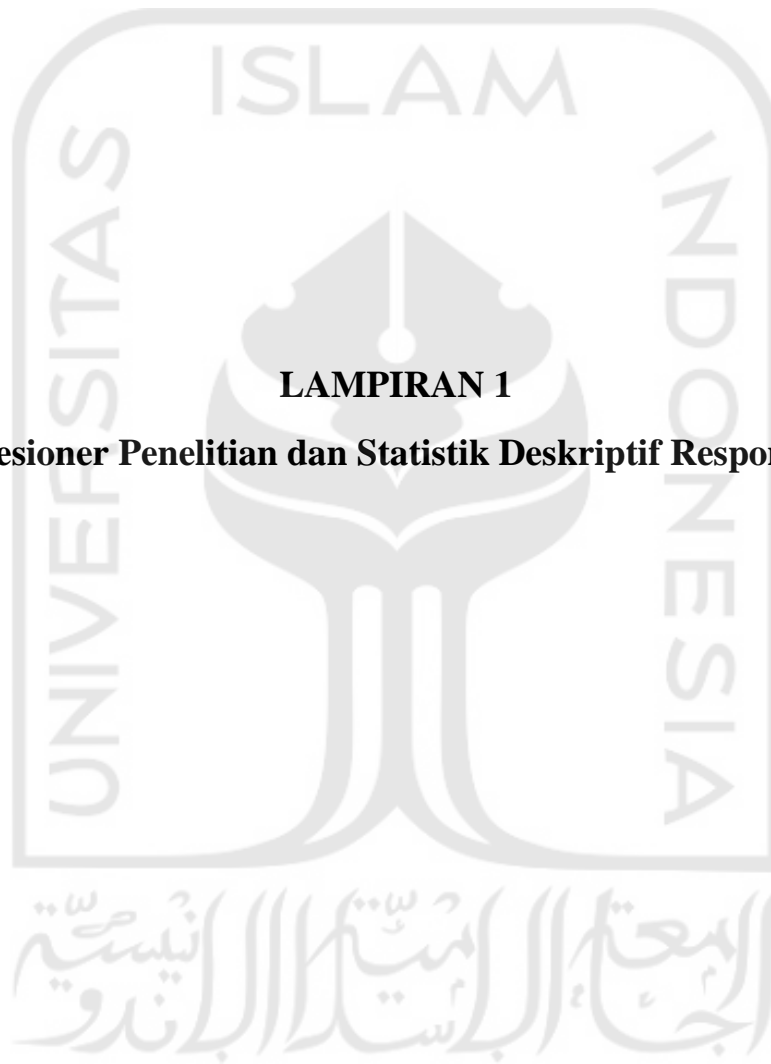 ISLAM
UNIVERSITAS
INDONESIA
LAMPIRAN 1
esioner Penelitian dan Statistik Deskriptif Respon